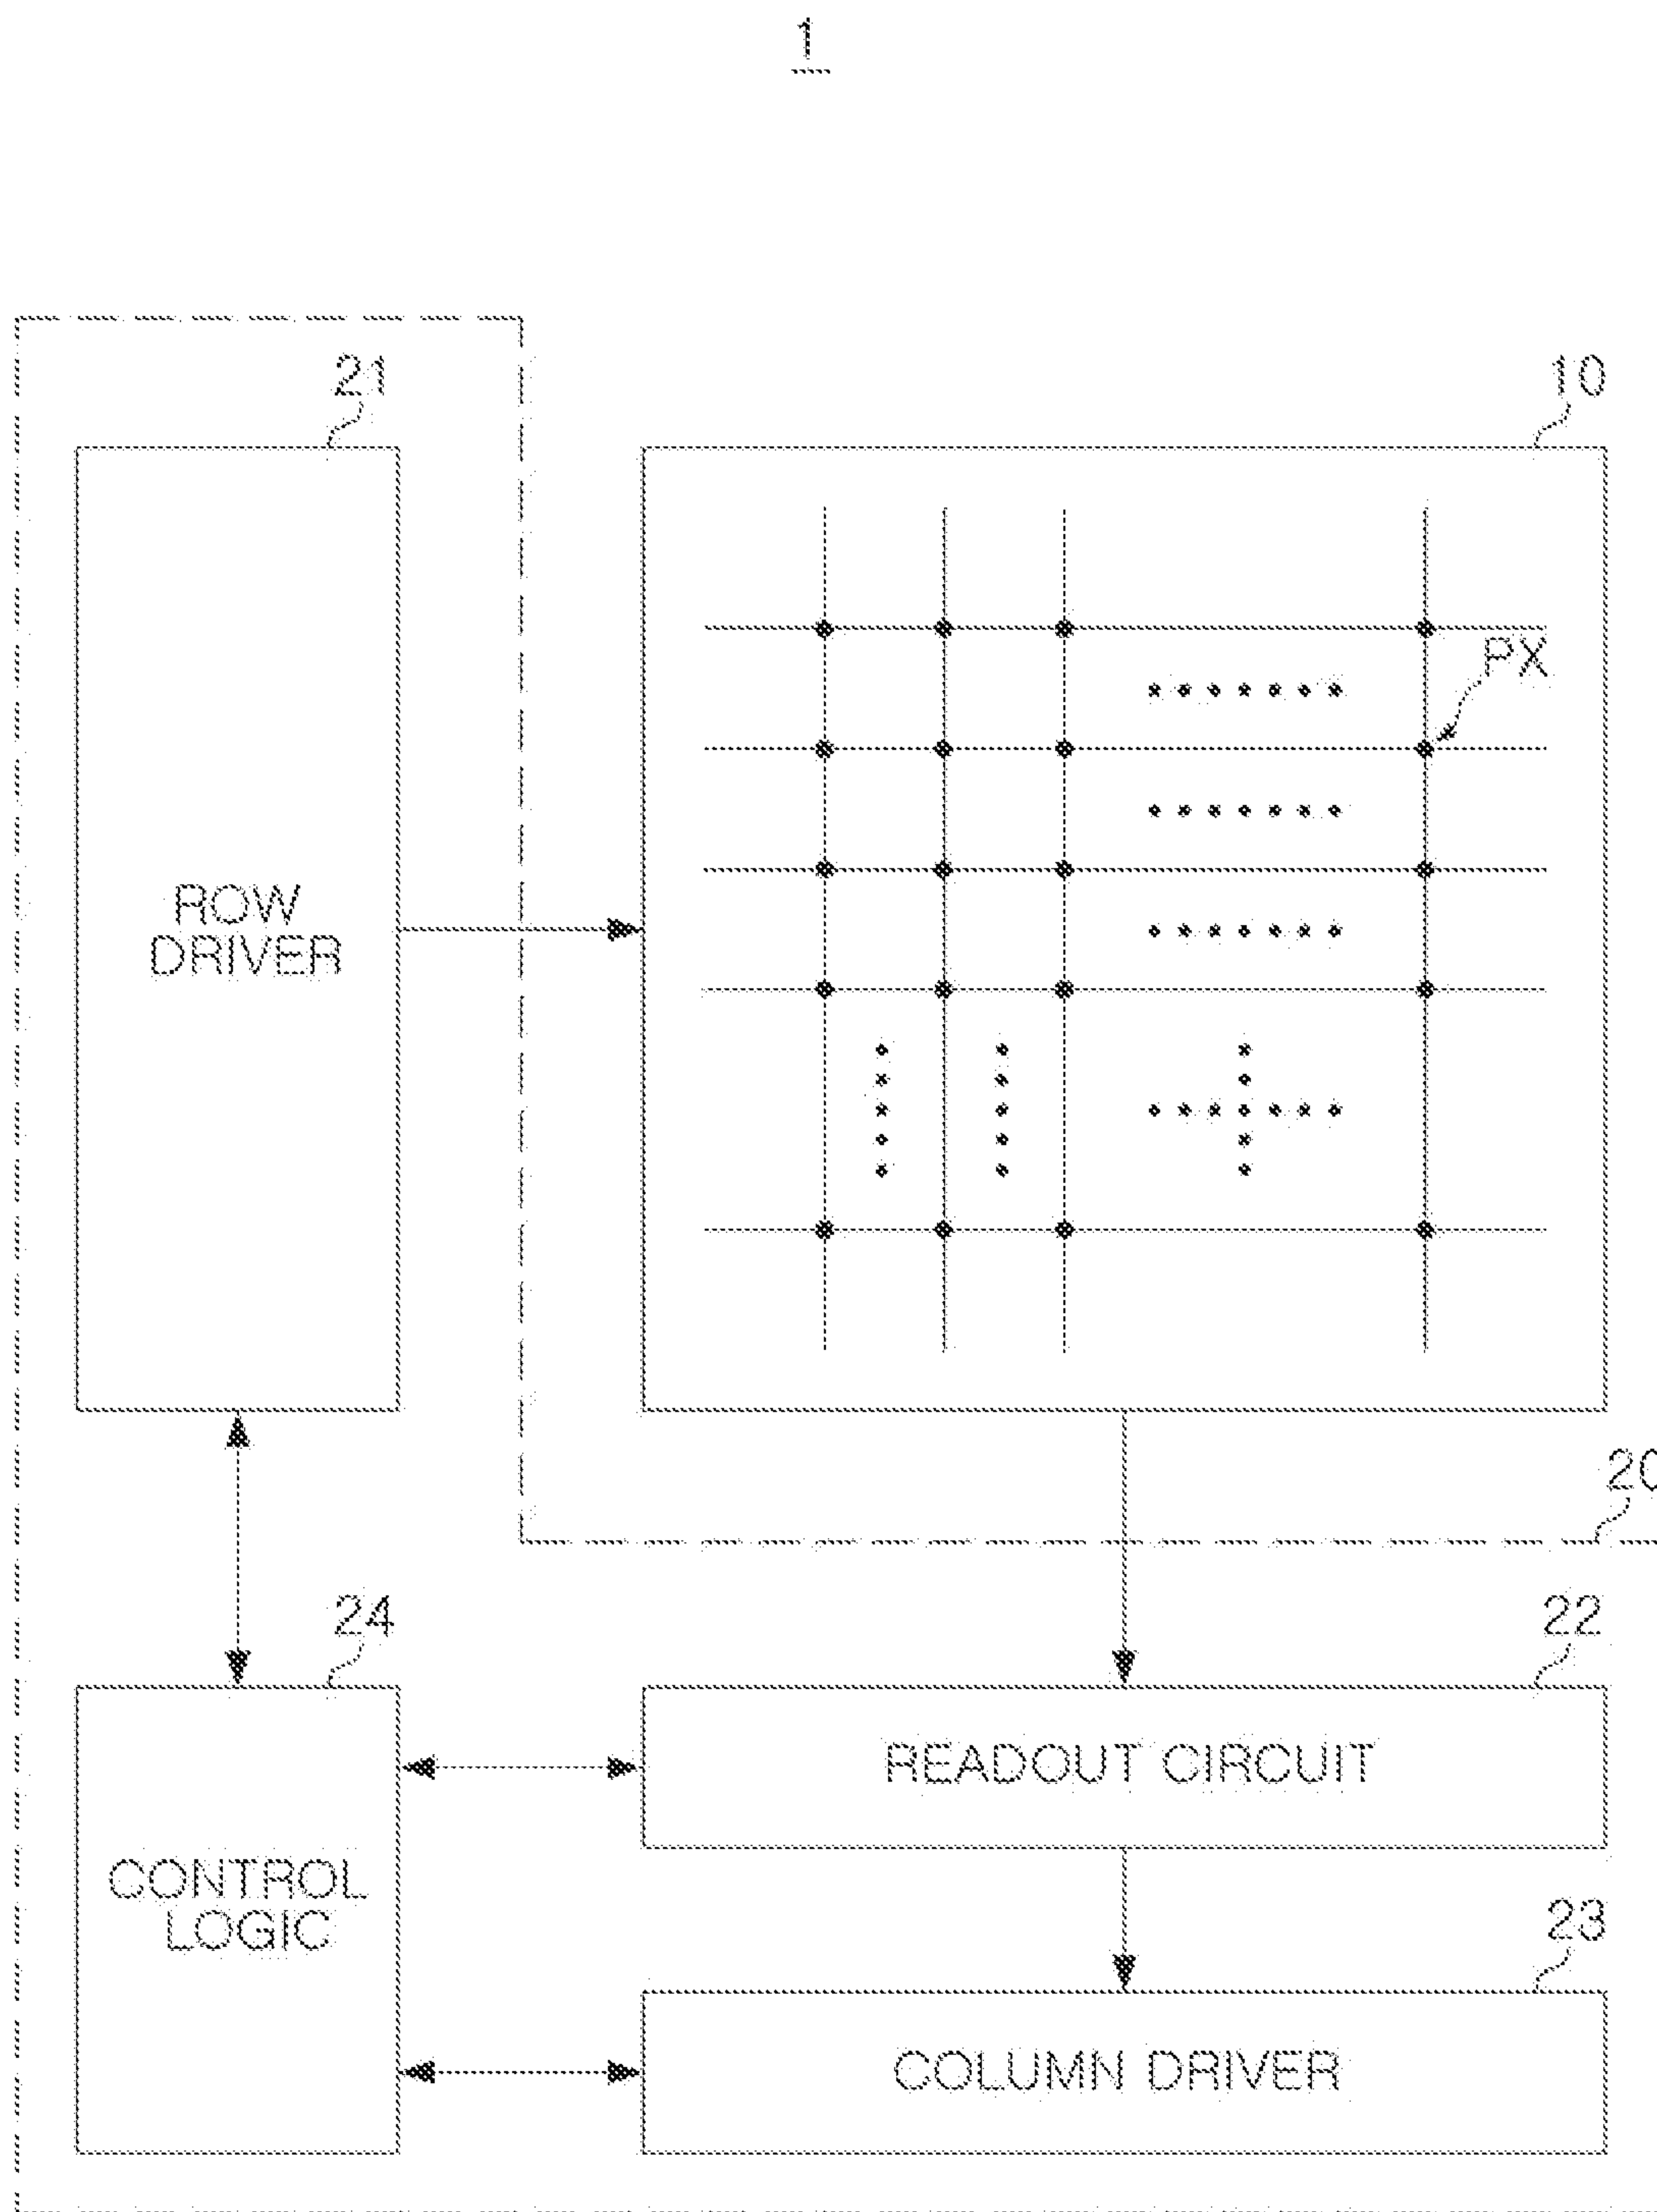 1
21
10
PX
ROW
DRIVER
20
24
22
READOUT CIRCUIT
CONTROL
LOGIC
23
COLUMN DRIVER